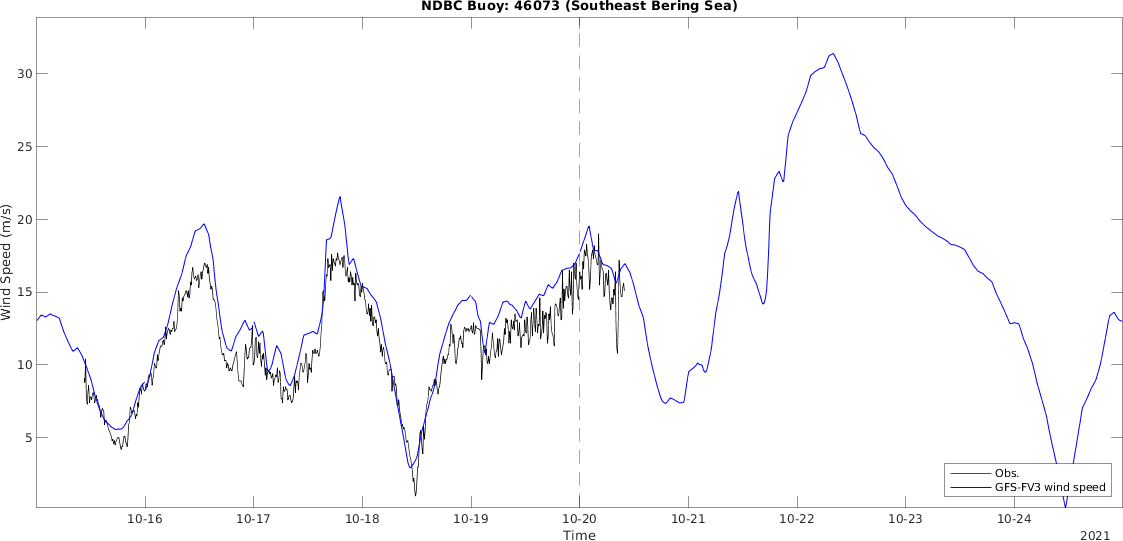 NDBC Buoy: 46073 (Southeast Bering Sea)
30
25
20
15
10
5
Wind Speed (m/s)
10-16 10-17 10-18 10-19 10-20 10-21 10-22 10-23 10-24
Time
2021
Obs.
GFS-FV3 wind speed